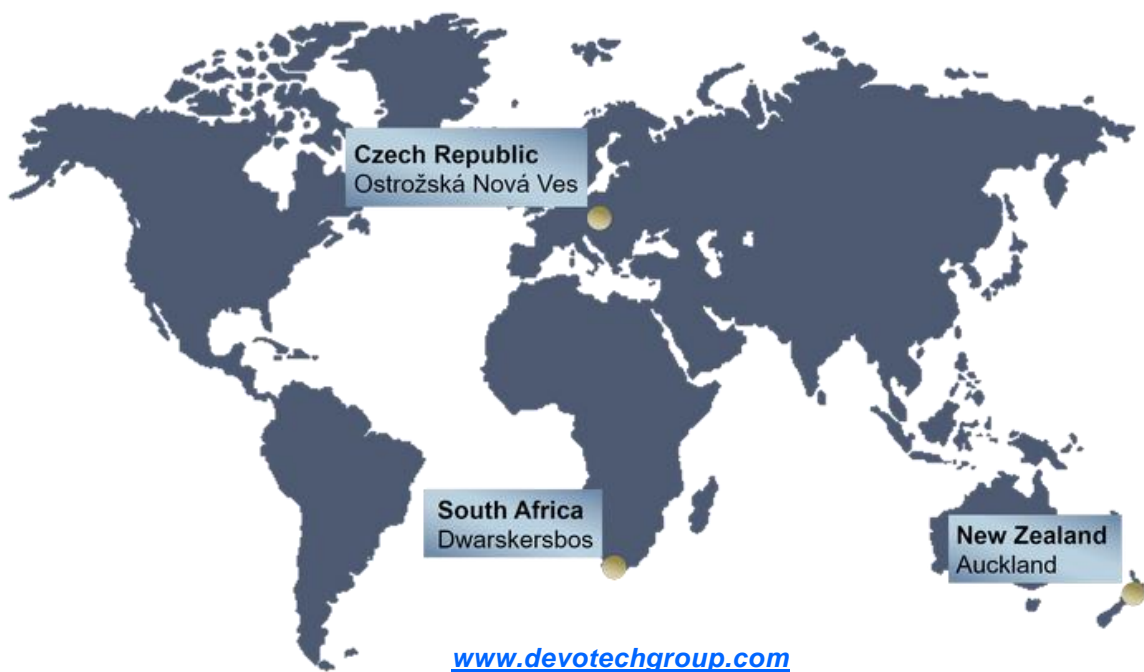 Czech Republic
Ostrožská Nová Ves
South Africa
Dwarskersbos
New Zealand
Auckland
www.devotechgroup.com